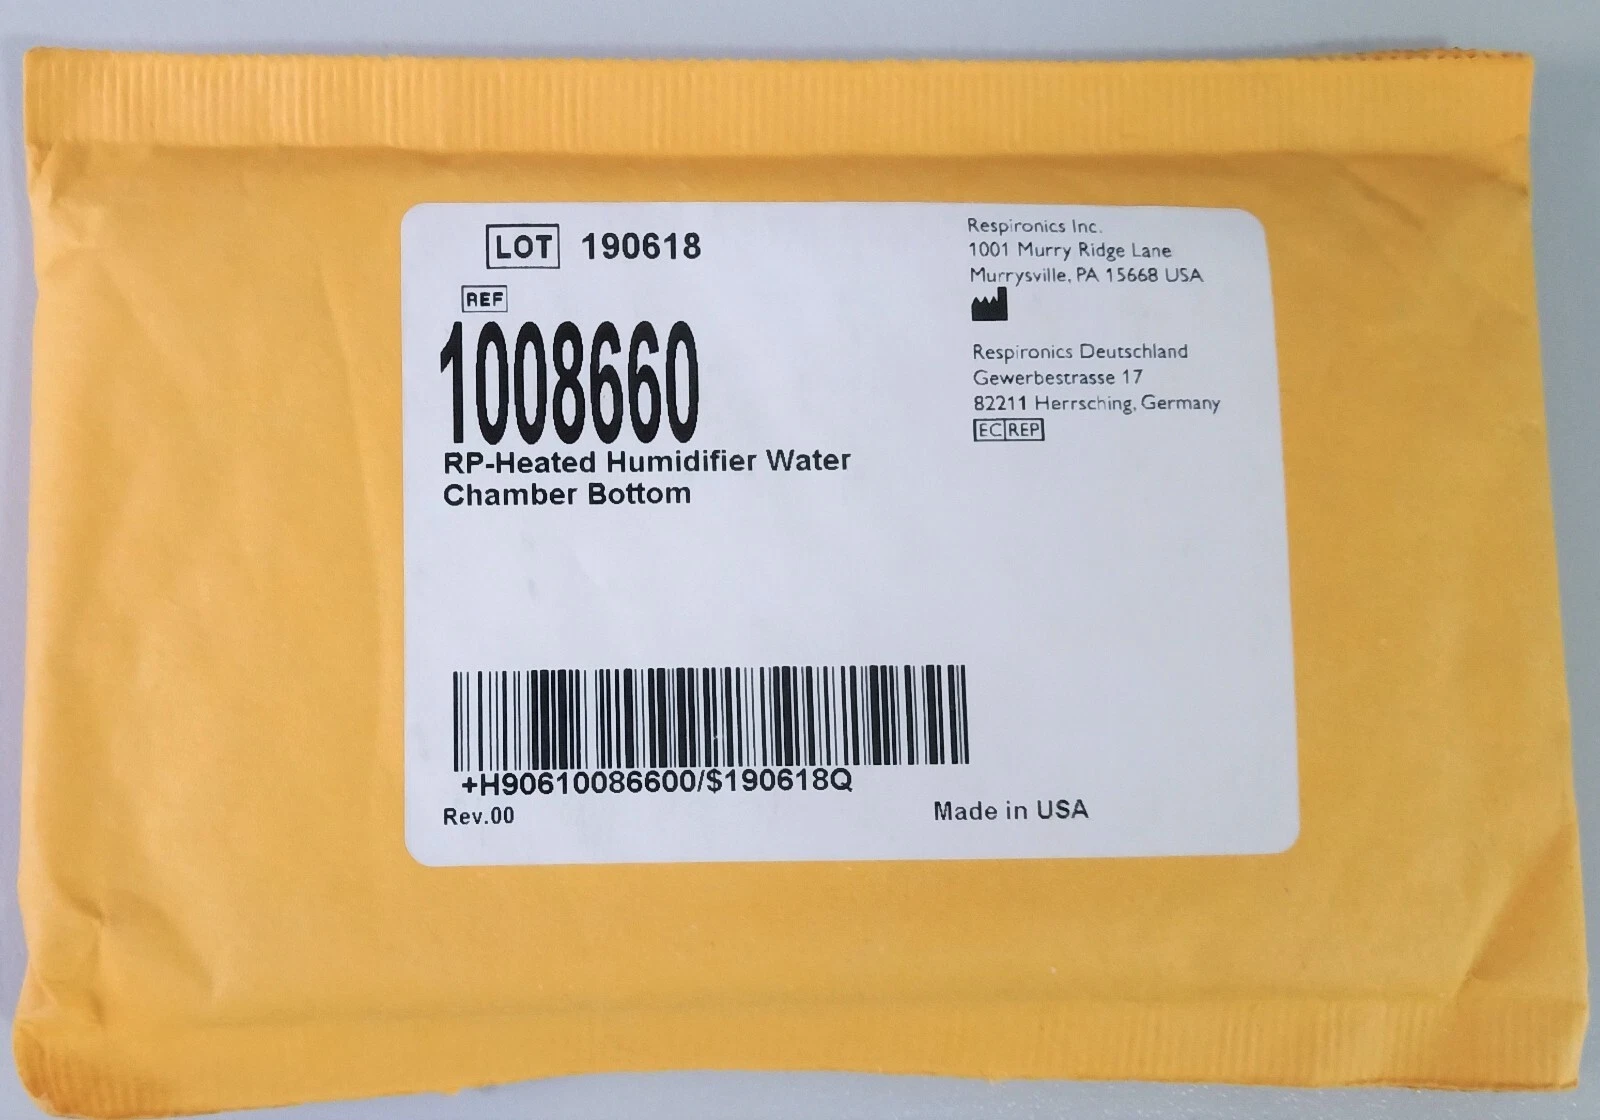 LOT 190618
REF
1008660
RP-Heated Humidifier Water
Chamber Bottom
Respironics Inc.
1001 Murry Ridge Lane
Murrysville, PA 15668 USA
Respironics Deutschland
Gewerbestrasse 17
82211 Herrsching, Germany
EC REP
+H90610086600/$190618Q
Rev.00
Made in USA